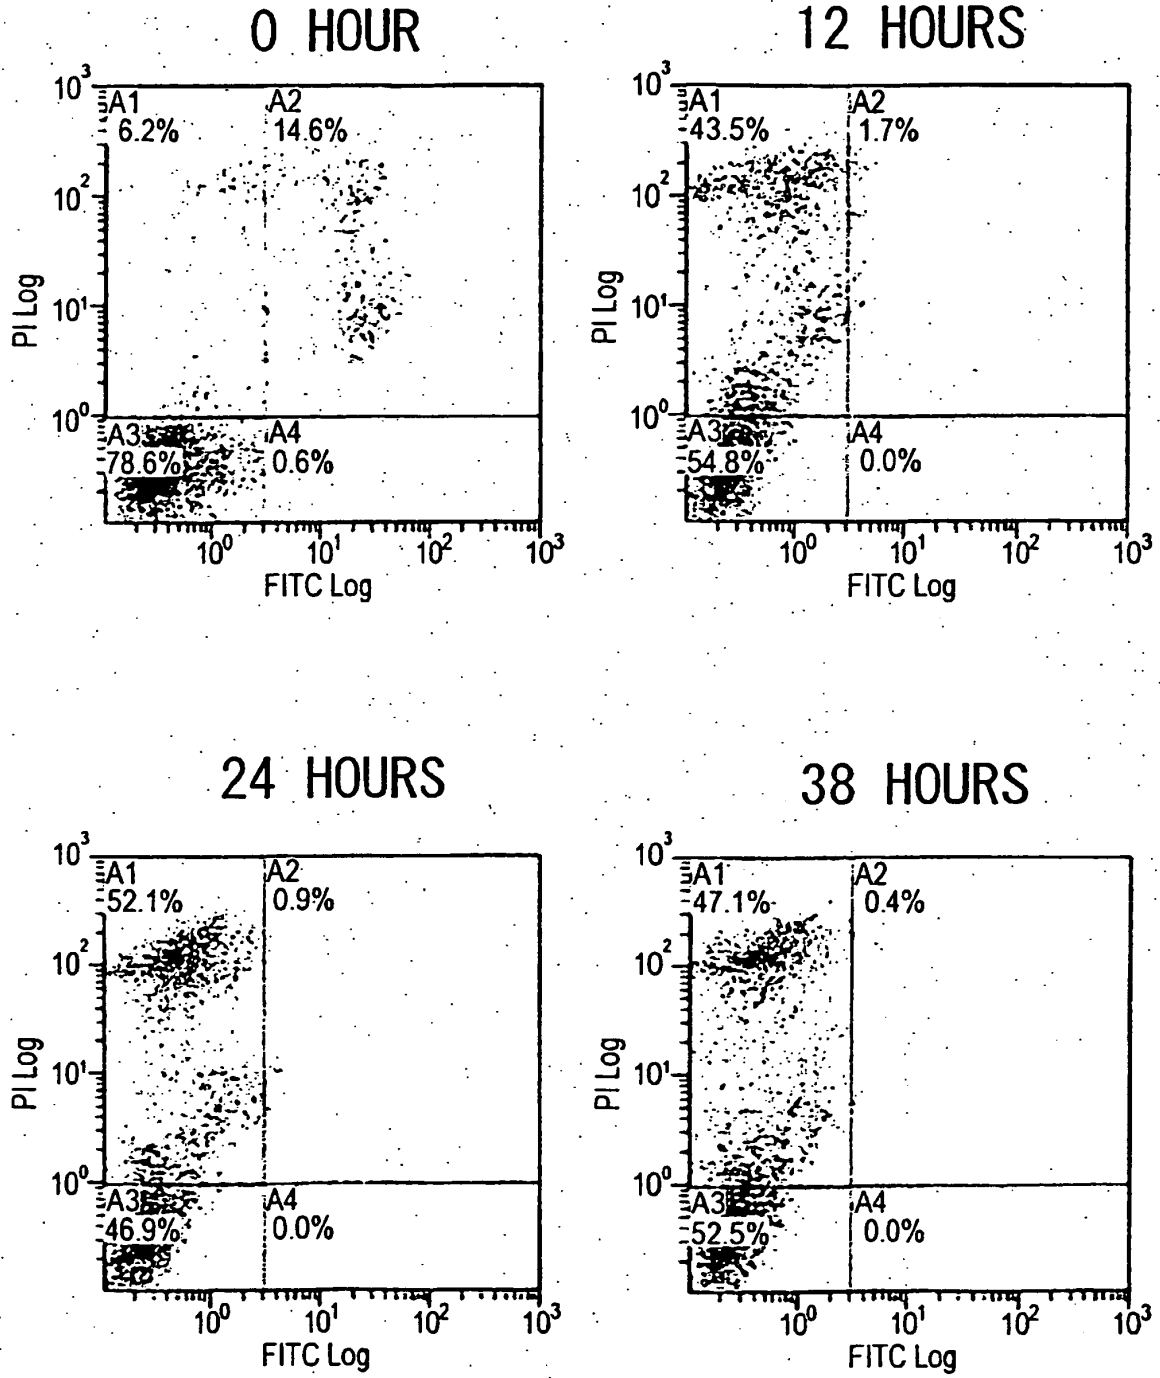 0 HOUR
10³
A1
6.2%
A2
14.6%
10²
10¹
10⁰
PI Log
A3
78.6%
A4
0.6%
10⁰ 10¹ 10² 10³
FITC Log
12 HOURS
10³
A1
43.5%
A2
1.7%
10²
10¹
10⁰
PI Log
A3
54.8%
A4
0.0%
10⁰ 10¹ 10² 10³
FITC Log
24 HOURS
10³
A1
52.1%
A2
0.9%
10²
10¹
10⁰
PI Log
A3
46.9%
A4
0.0%
10⁰ 10¹ 10² 10³
FITC Log
38 HOURS
10³
A1
47.1%
A2
0.4%
10²
10¹
10⁰
PI Log
A3
52.5%
A4
0.0%
10⁰ 10¹ 10² 10³
FITC Log